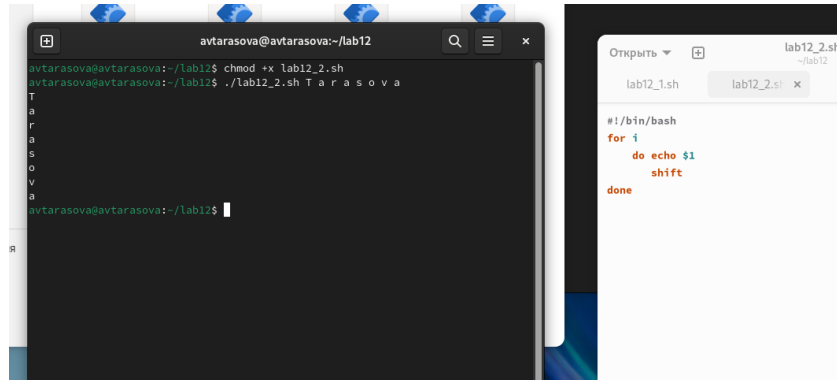 avtarasova@avtarasova:~/lab12
avtarasova@avtarasova:~/lab12$ chmod +x lab12_2.sh
avtarasova@avtarasova:~/lab12$ ./lab12_2.sh T a r a s o v a
T
a
r
a
s
o
v
a
avtarasova@avtarasova:~/lab12$
я
Открыть
lab12_2.sh
~/lab12
lab12_1.sh
lab12_2.sh
#!/bin/bash
for i
do echo $1
shift
done